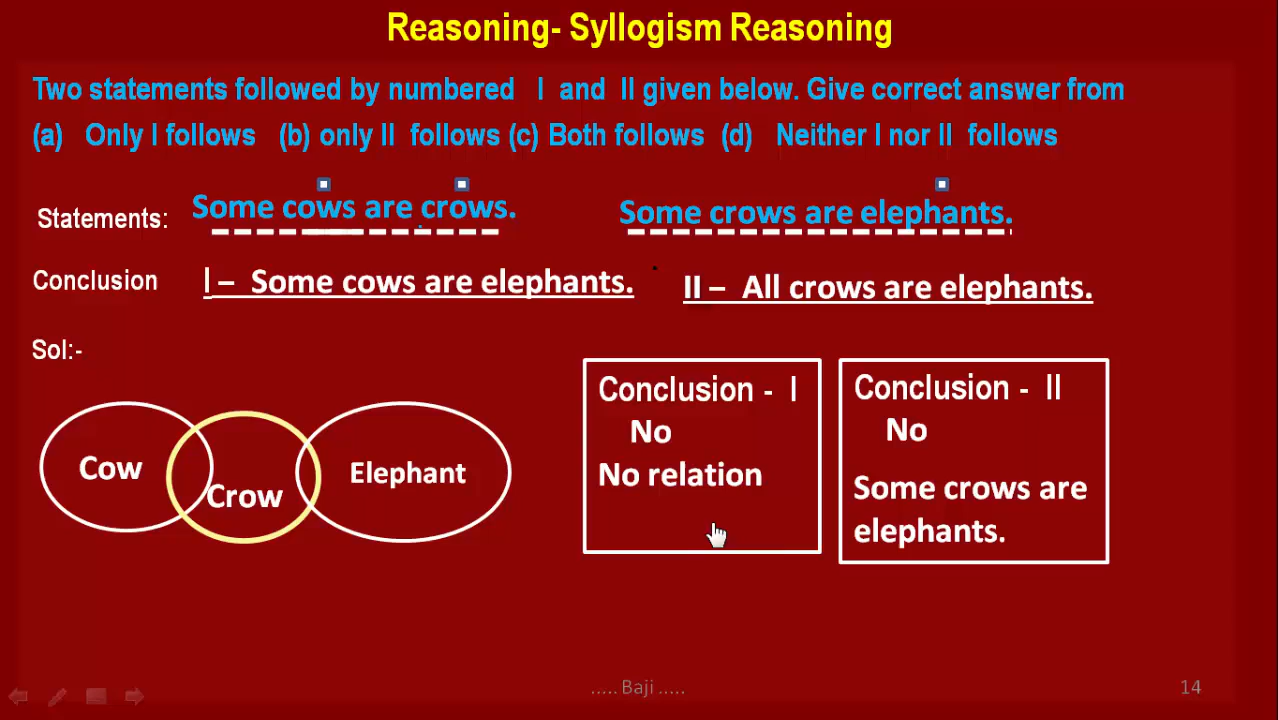 Reasoning- Syllogism Reasoning
Two statements followed by numbered I and II given below. Give correct answer from
(a) Only I follows (b) only II follows (c) Both follows (d) Neither I nor II follows
Statements: Some cows are crows. Some crows are elephants.
Conclusion I – Some cows are elephants. II – All crows are elephants.
Sol:-
Cow Crow Elephant
Conclusion - I
No
No relation
Conclusion - II
No
Some crows are
elephants.
..... Baji .....
14